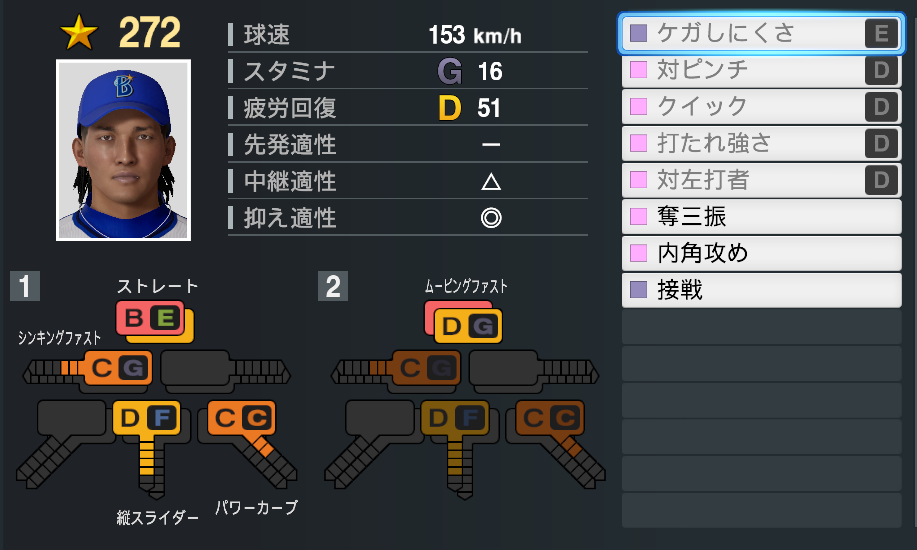 ★ 272
球速 153 km/h
スタミナ G 16
疲労回復 D 51
先発適性 ー
中継適性 △
抑え適性 ◎
ケガしにくさ E
対ピンチ D
クイック D
打たれ強さ D
対左打者 D
奪三振
内角攻め
接戦
B
1
ストレート
B E
シンキングファスト
C G
D F
C C
縦スライダー
パワーカーブ
2
ムービングファスト
D G
C G
D F
C C